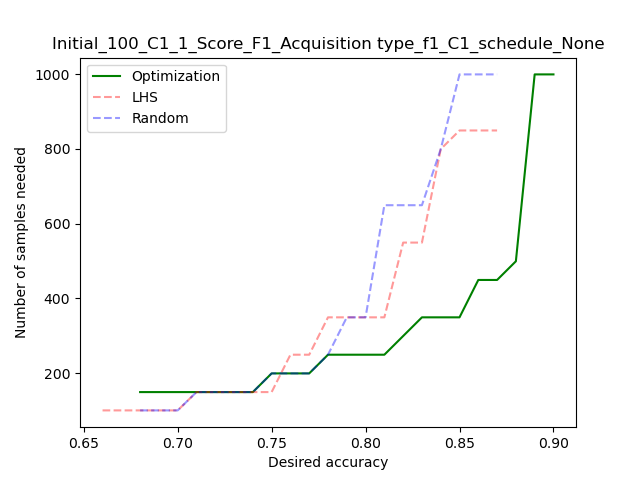 Initial_100_C1_1_Score_F1_Acquisition type_f1_C1_schedule_None
Optimization
LHS
Random
Number of samples needed
1000
800
600
400
200
0.65 0.70 0.75 0.80 0.85 0.90
Desired accuracy